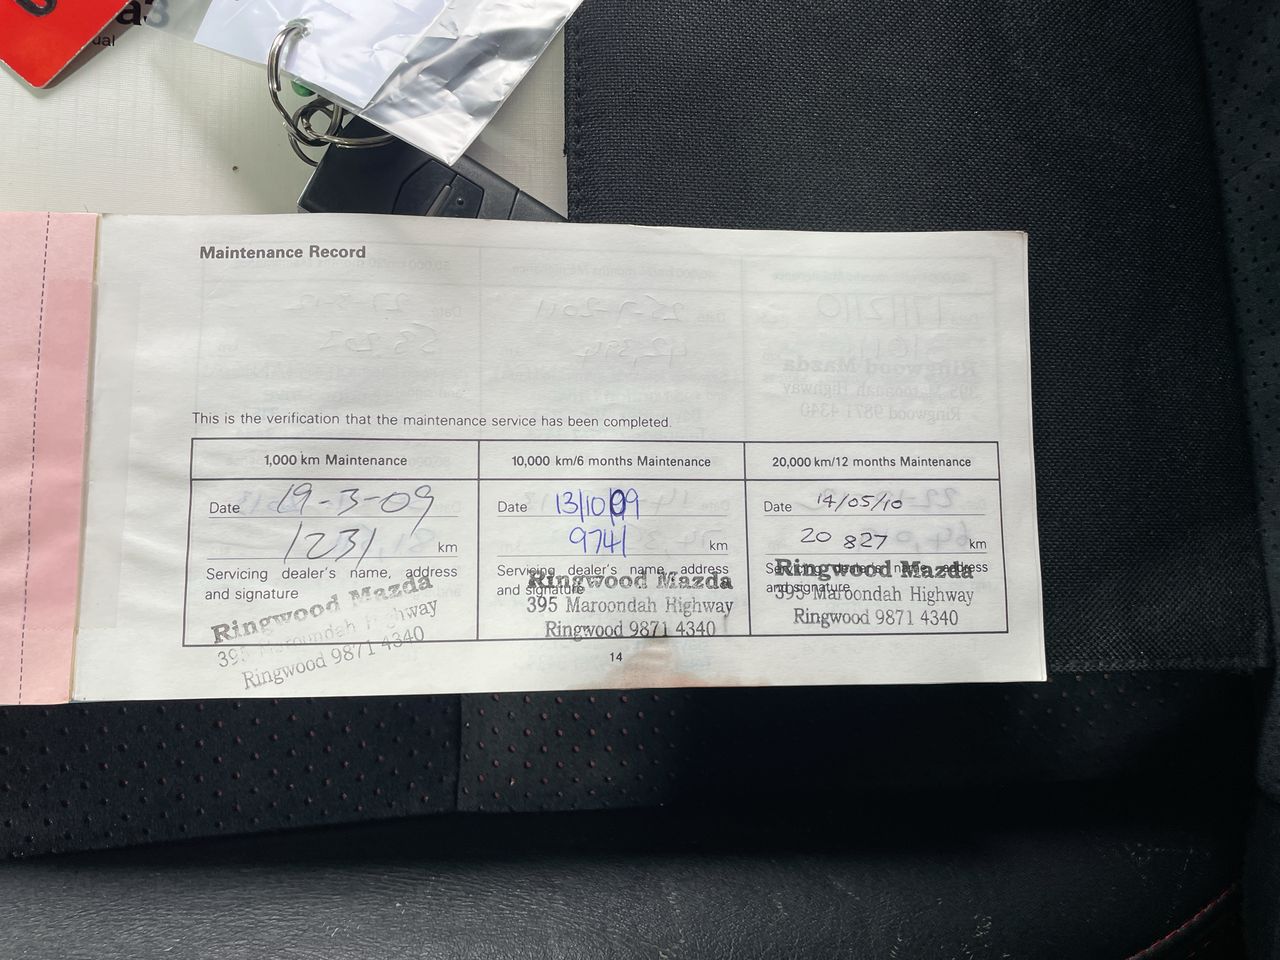 a3
ual
Maintenance Record
This is the verification that the maintenance service has been completed.
1,000 km Maintenance
Date 19-3-09
1231 km
Servicing dealer's name, address
and signature
Ringwood Mazda
395 Maroondah Highway
Ringwood 9871 4340
10,000 km/6 months Maintenance
Date 13/10/09
9741 km
Servicing dealer's name, address
and signature
Ringwood Mazda
395 Maroondah Highway
Ringwood 9871 4340
20,000 km/12 months Maintenance
Date 14/05/10
20 827 km
Servicing dealer's name, address
and signature
Ringwood Mazda
395 Maroondah Highway
Ringwood 9871 4340
14